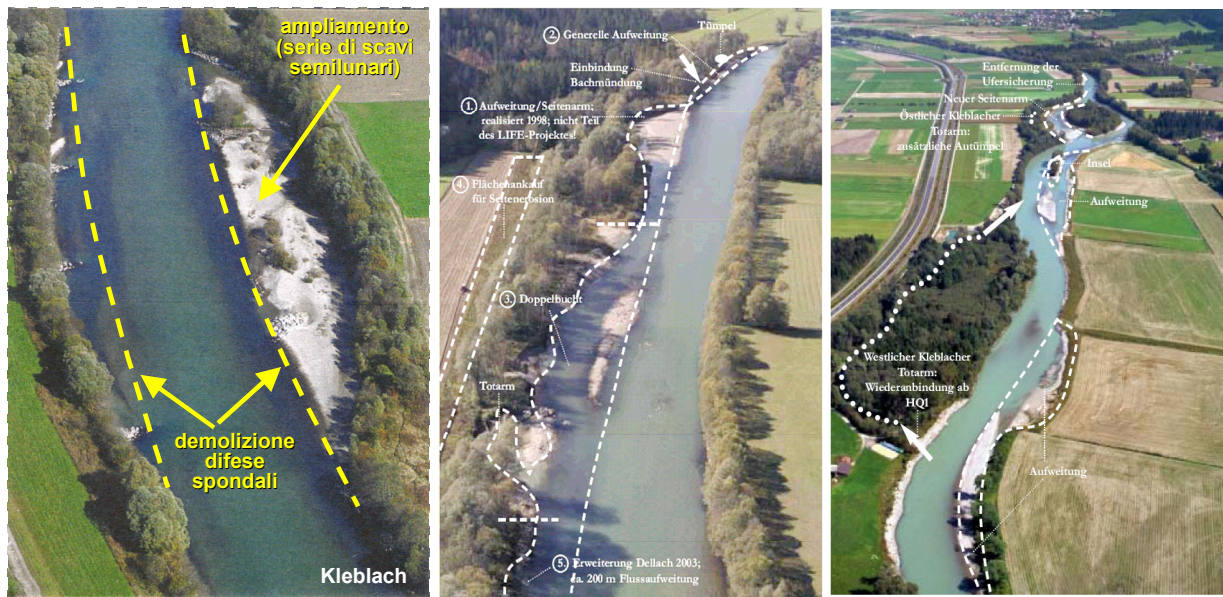 ampliamento
(serie di scavi
semilunari)
demolizione
difese
spondali
Kleblach
Tümpel
2. Generelle Aufweitung
Einbindung
Bachmündung
1. Aufweitung/Seitenarm;
realisiert 1998; nicht Teil
des LIFE-Projektes!
4. Flächenankauf
für Seitenerosion
3. Doppelbucht
Totarm
5. Erweiterung Dellach 2003;
ca. 200 m Flussaufweitung
Entfernung der
Ufersicherung
Neuer Seitenarm
Östlicher Kleblacher
Totarm:
zusätzliche Autümpel
Insel
Aufweitung
Westlicher Kleblacher
Totarm:
Wiederanbindung ab
HQ1
Aufweitung